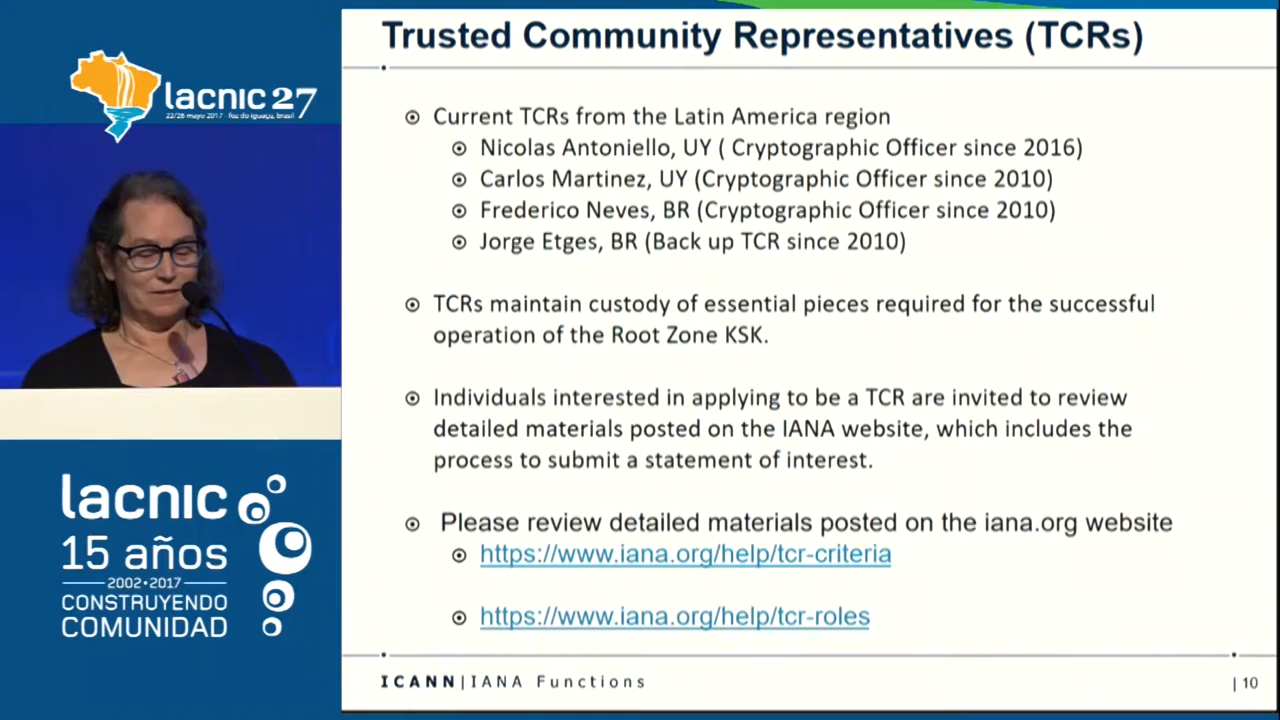 Trusted Community Representatives (TCRs)
lacnic 27
22/26 mayo 2017 - foz do iguaçu, brasil
Current TCRs from the Latin America region
Nicolas Antoniello, UY ( Cryptographic Officer since 2016)
Carlos Martinez, UY (Cryptographic Officer since 2010)
Frederico Neves, BR (Cryptographic Officer since 2010)
Jorge Etges, BR (Back up TCR since 2010)
TCRs maintain custody of essential pieces required for the successful
operation of the Root Zone KSK.
Individuals interested in applying to be a TCR are invited to review
detailed materials posted on the IANA website, which includes the
process to submit a statement of interest.
Please review detailed materials posted on the iana.org website
https://www.iana.org/help/tcr-criteria
https://www.iana.org/help/tcr-roles
lacnic
15 años
2002•2017
CONSTRUYENDO
COMUNIDAD
ICANN|IANA Functions
| 10